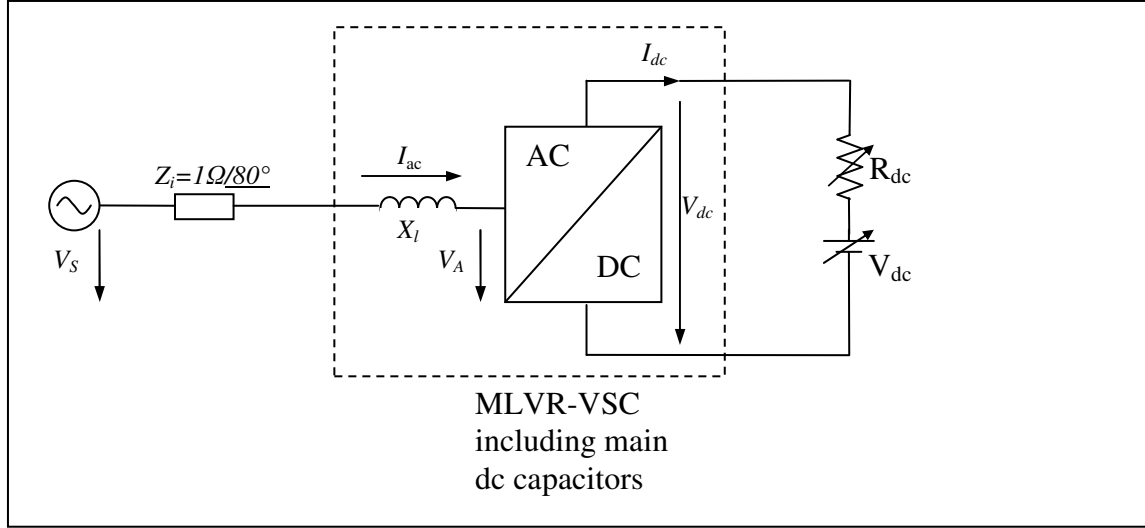 I_dc
AC
I_ac
R_dc
Z_i=1Ω/80°
V_dc
X_l
V_S
V_A
DC
V_dc
MLVR-VSC
including main
dc capacitors